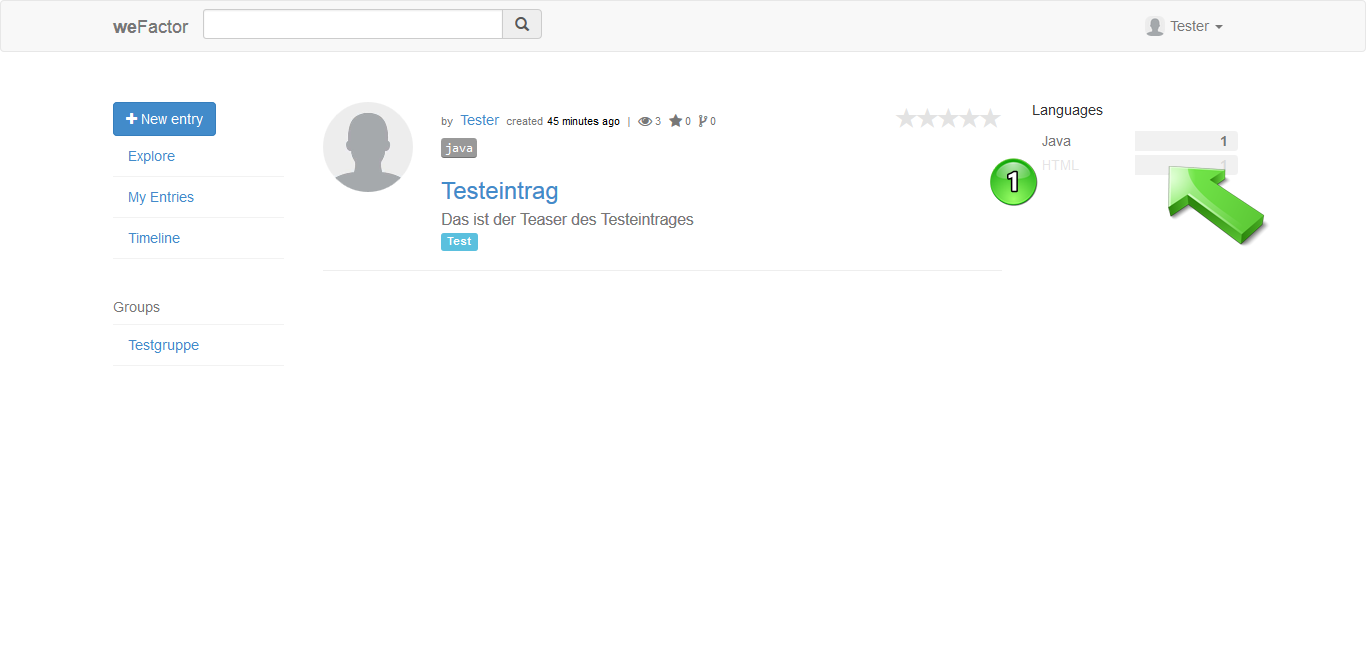 weFactor
Tester
+ New entry
Explore
My Entries
Timeline
Groups
Testgruppe
by Tester created 45 minutes ago | 3 0 0
java
Testeintrag
Das ist der Teaser des Testeintrages
Test
Languages
Java 1
HTML 1
1